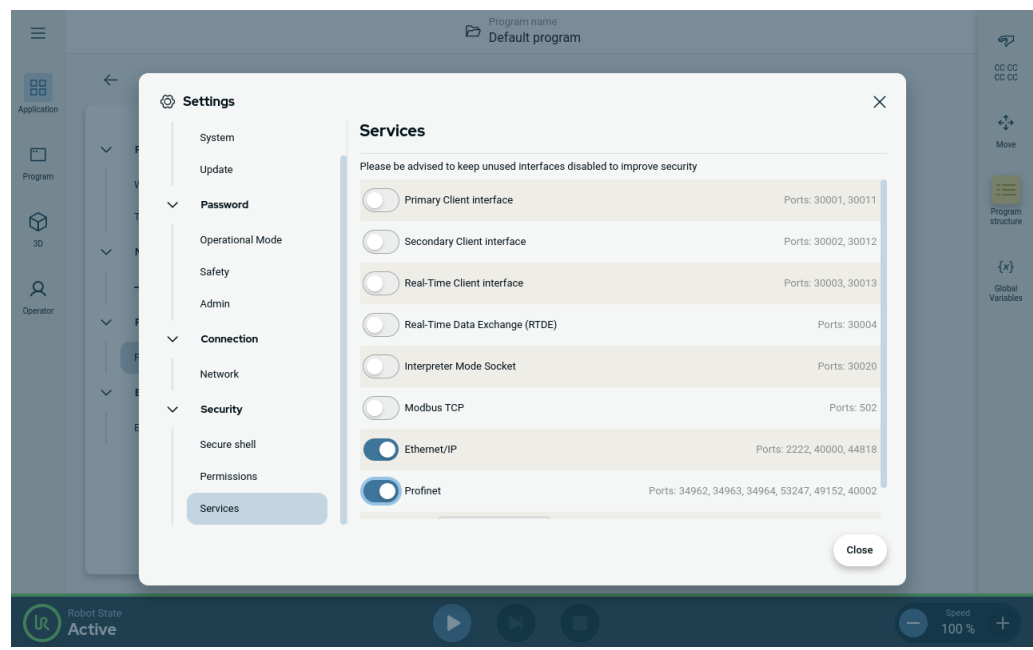 Program name
Default program
Application
Program
3D
Operator
CC CC
CC CC
Move
Program
structure
{x}
Global
Variables
Settings
System
Update
Password
Operational Mode
Safety
Admin
Connection
Network
Security
Secure shell
Permissions
Services
Services
Please be advised to keep unused interfaces disabled to improve security
Primary Client interface Ports: 30001, 30011
Secondary Client interface Ports: 30002, 30012
Real-Time Client interface Ports: 30003, 30013
Real-Time Data Exchange (RTDE) Ports: 30004
Interpreter Mode Socket Ports: 30020
Modbus TCP Ports: 502
Ethernet/IP Ports: 2222, 40000, 44818
Profinet Ports: 34962, 34963, 34964, 53247, 49152, 40002
Close
UR
Robot State
Active
Speed
100 %